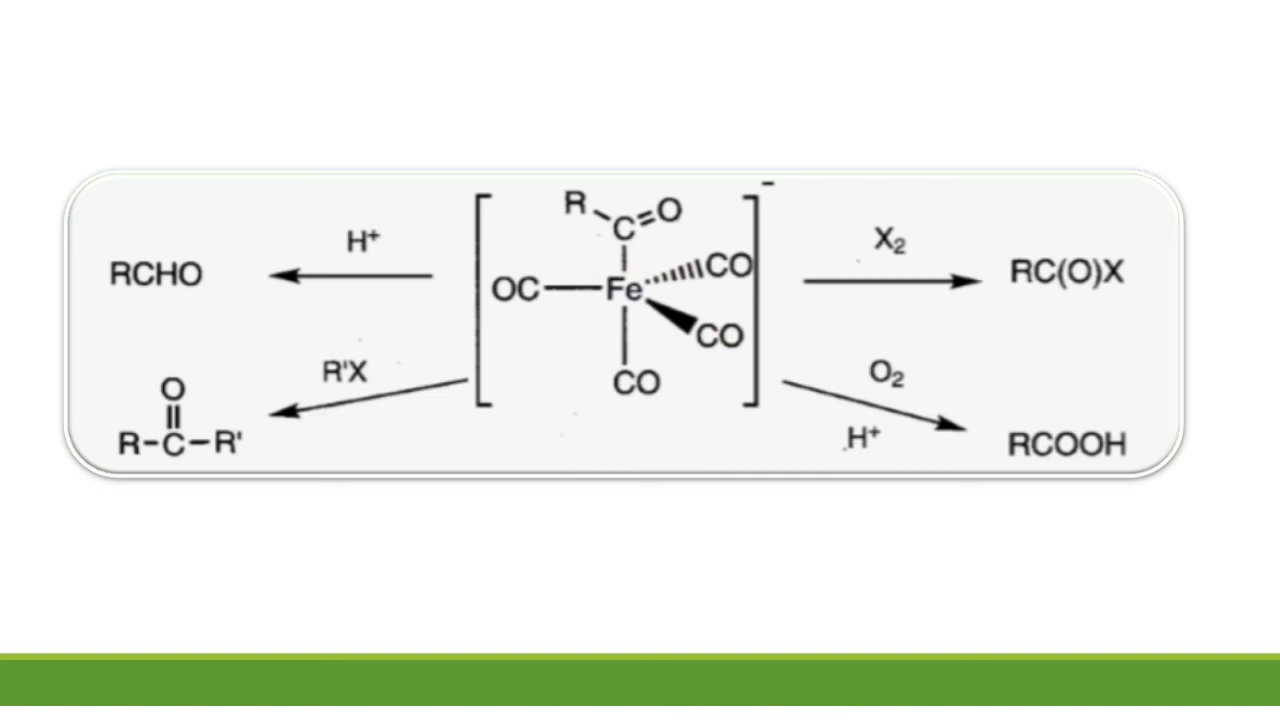 RCHO
H⁺
R'X
O
R-C-R'
R
C=O
OC—Fe
CO
CO
CO
-
X₂
RC(O)X
O₂
H⁺
RCOOH